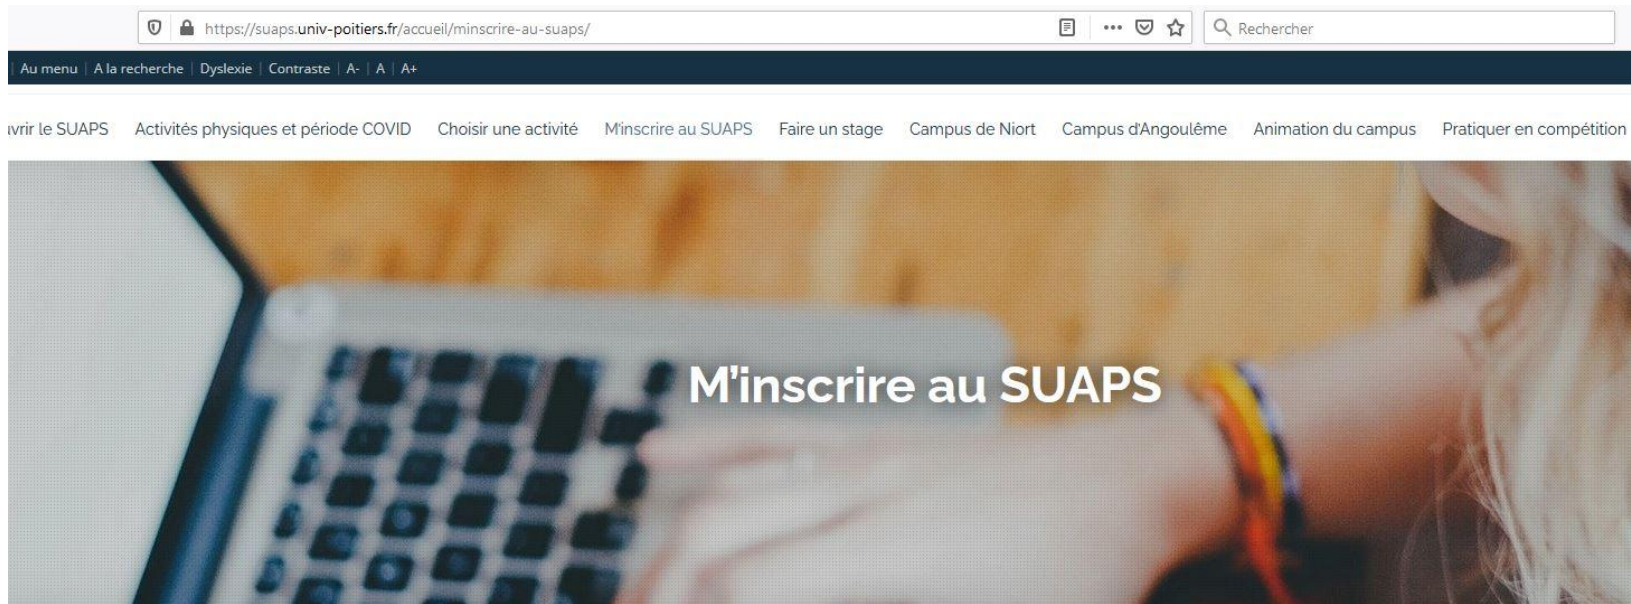 https://suaps.univ-poitiers.fr/accueil/minscrire-au-suaps/ Rechercher
Au menu | A la recherche | Dyslexie | Contraste | A- | A | A+
uvrir le SUAPS Activités physiques et période COVID Choisir une activité M'inscrire au SUAPS Faire un stage Campus de Niort Campus d'Angoulême Animation du campus Pratiquer en compétition
M'inscrire au SUAPS